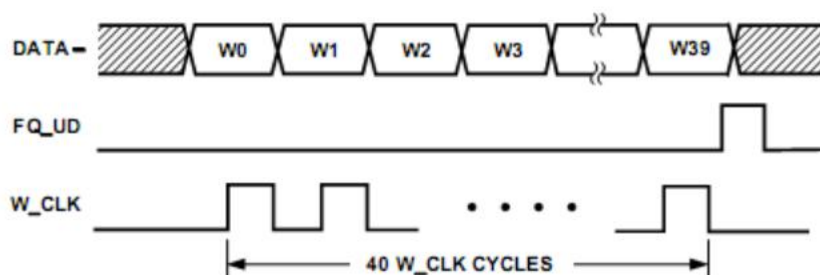 DATA –
W0 W1 W2 W3 W39
FQ_UD
W_CLK
40 W_CLK CYCLES